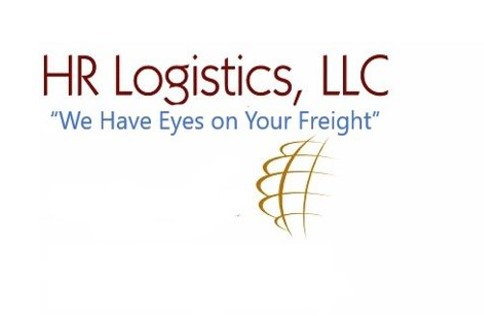 HR Logistics, LLC
“We Have Eyes on Your Freight”